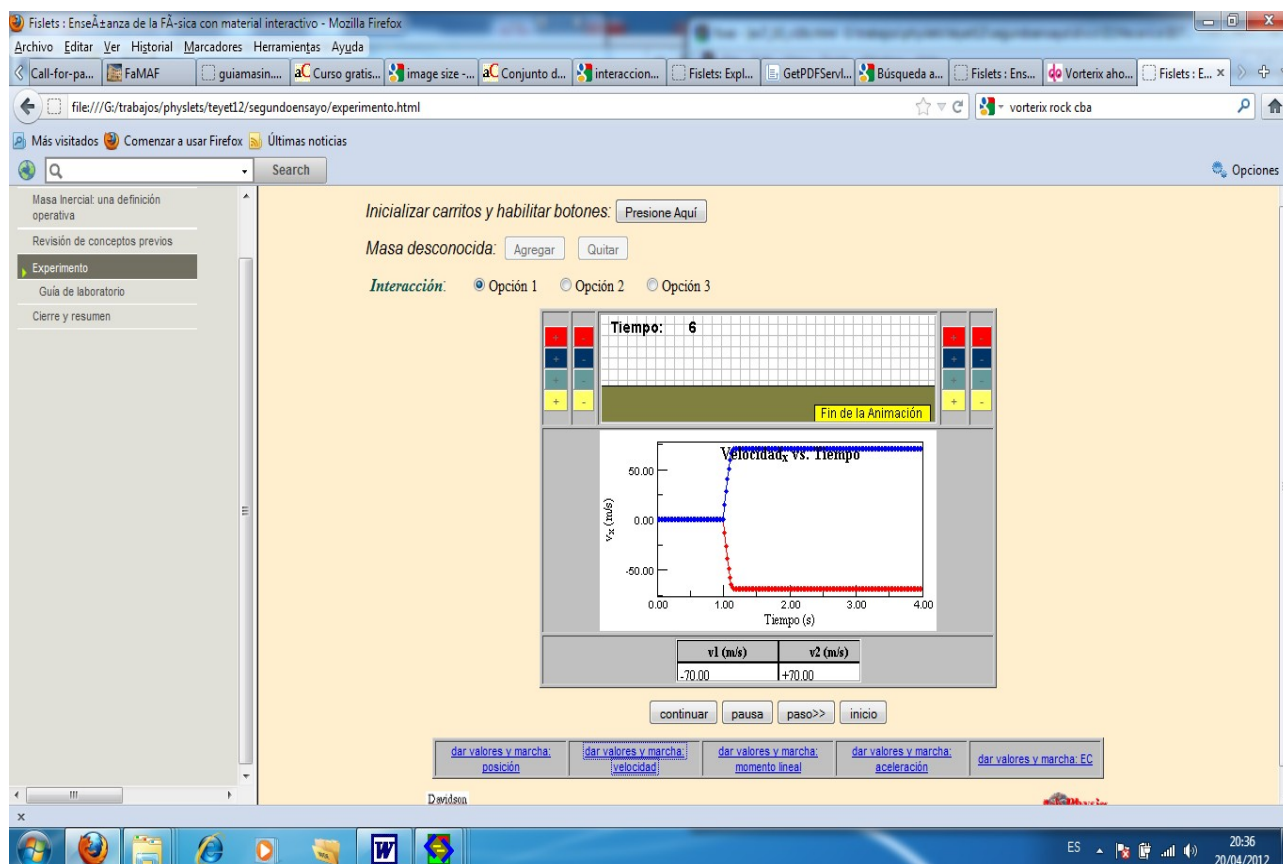 Fislets : EnseÃ±anza de la FÃ-sica con material interactivo - Mozilla Firefox
Archivo Editar Ver Historial Marcadores Herramientas Ayuda
Call-for-pa... FaMAF guiamasin.... aC Curso gratis... image size -... aC Conjunto d... interaccion... Fislets: Expl... GetPDFServl... Búsqueda a... Fislets : Ens... Vorterix aho... Fislets : E... x
file:///G:/trabajos/physlets/teyet12/segundoensayo/experimento.html vorterix rock cba
Más visitados Comenzar a usar Firefox Últimas noticias
Search Opciones
Masa Inercial: una definición
operativa
Revisión de conceptos previos
Experimento
Guía de laboratorio
Cierre y resumen
Inicializar carritos y habilitar botones: Presione Aquí
Masa desconocida: Agregar Quitar
Interacción: Opción 1 Opción 2 Opción 3
Tiempo: 6
+ - + -
+ - + -
+ - + -
+ - + -
Fin de la Animación
Velocidadx vs. Tiempo
50.00
0.00
-50.00
vx (m/s)
0.00 1.00 2.00 3.00 4.00
Tiempo (s)
v1 (m/s) v2 (m/s)
-70.00 +70.00
continuar pausa paso>> inicio
dar valores y marcha: posición
dar valores y marcha: velocidad
dar valores y marcha: momento lineal
dar valores y marcha: aceleración
dar valores y marcha: EC
Davidson
x
ES 20:36
20/04/2012